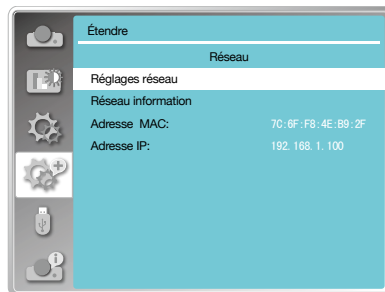 Étendre
Réseau
Réglages réseau
Réseau information
Adresse MAC: 7C:6F:F8:4E:B9:2F
Adresse IP: 192.168.1.100